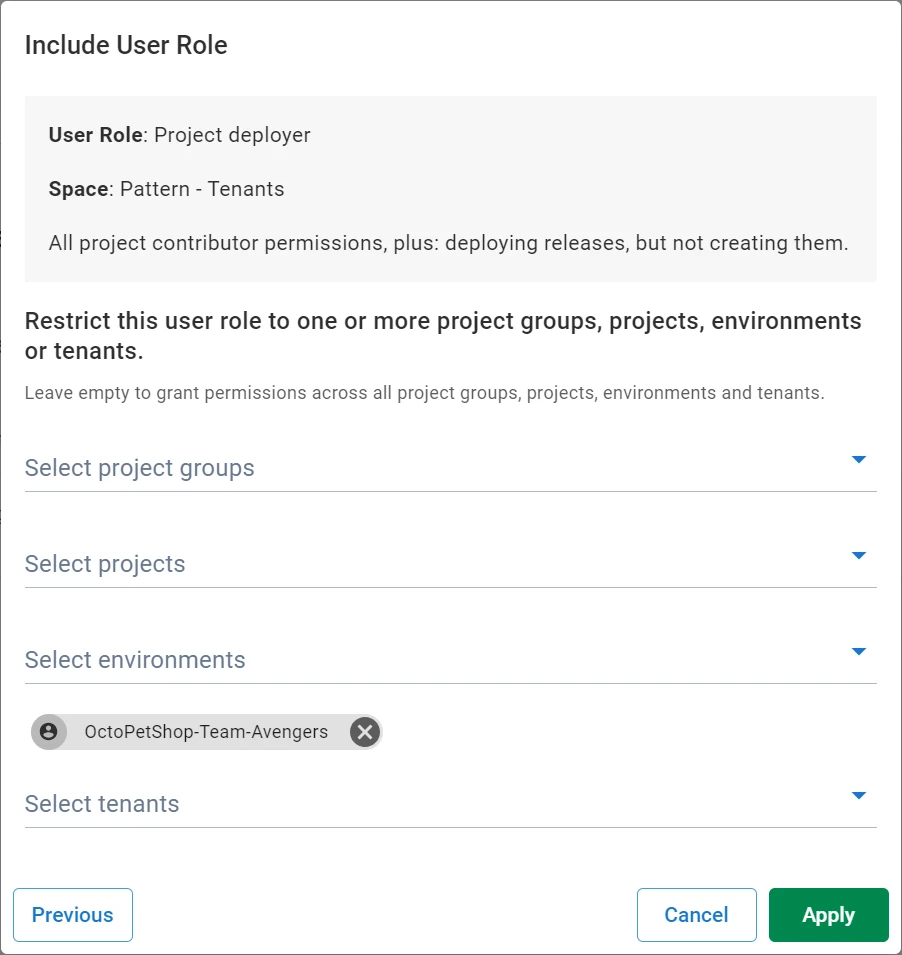 Include User Role
User Role: Project deployer
Space: Pattern - Tenants
All project contributor permissions, plus: deploying releases, but not creating them.
Restrict this user role to one or more project groups, projects, environments
or tenants.
Leave empty to grant permissions across all project groups, projects, environments and tenants.
Select project groups
Select projects
Select environments
OctoPetShop-Team-Avengers
Select tenants
Previous
Cancel
Apply